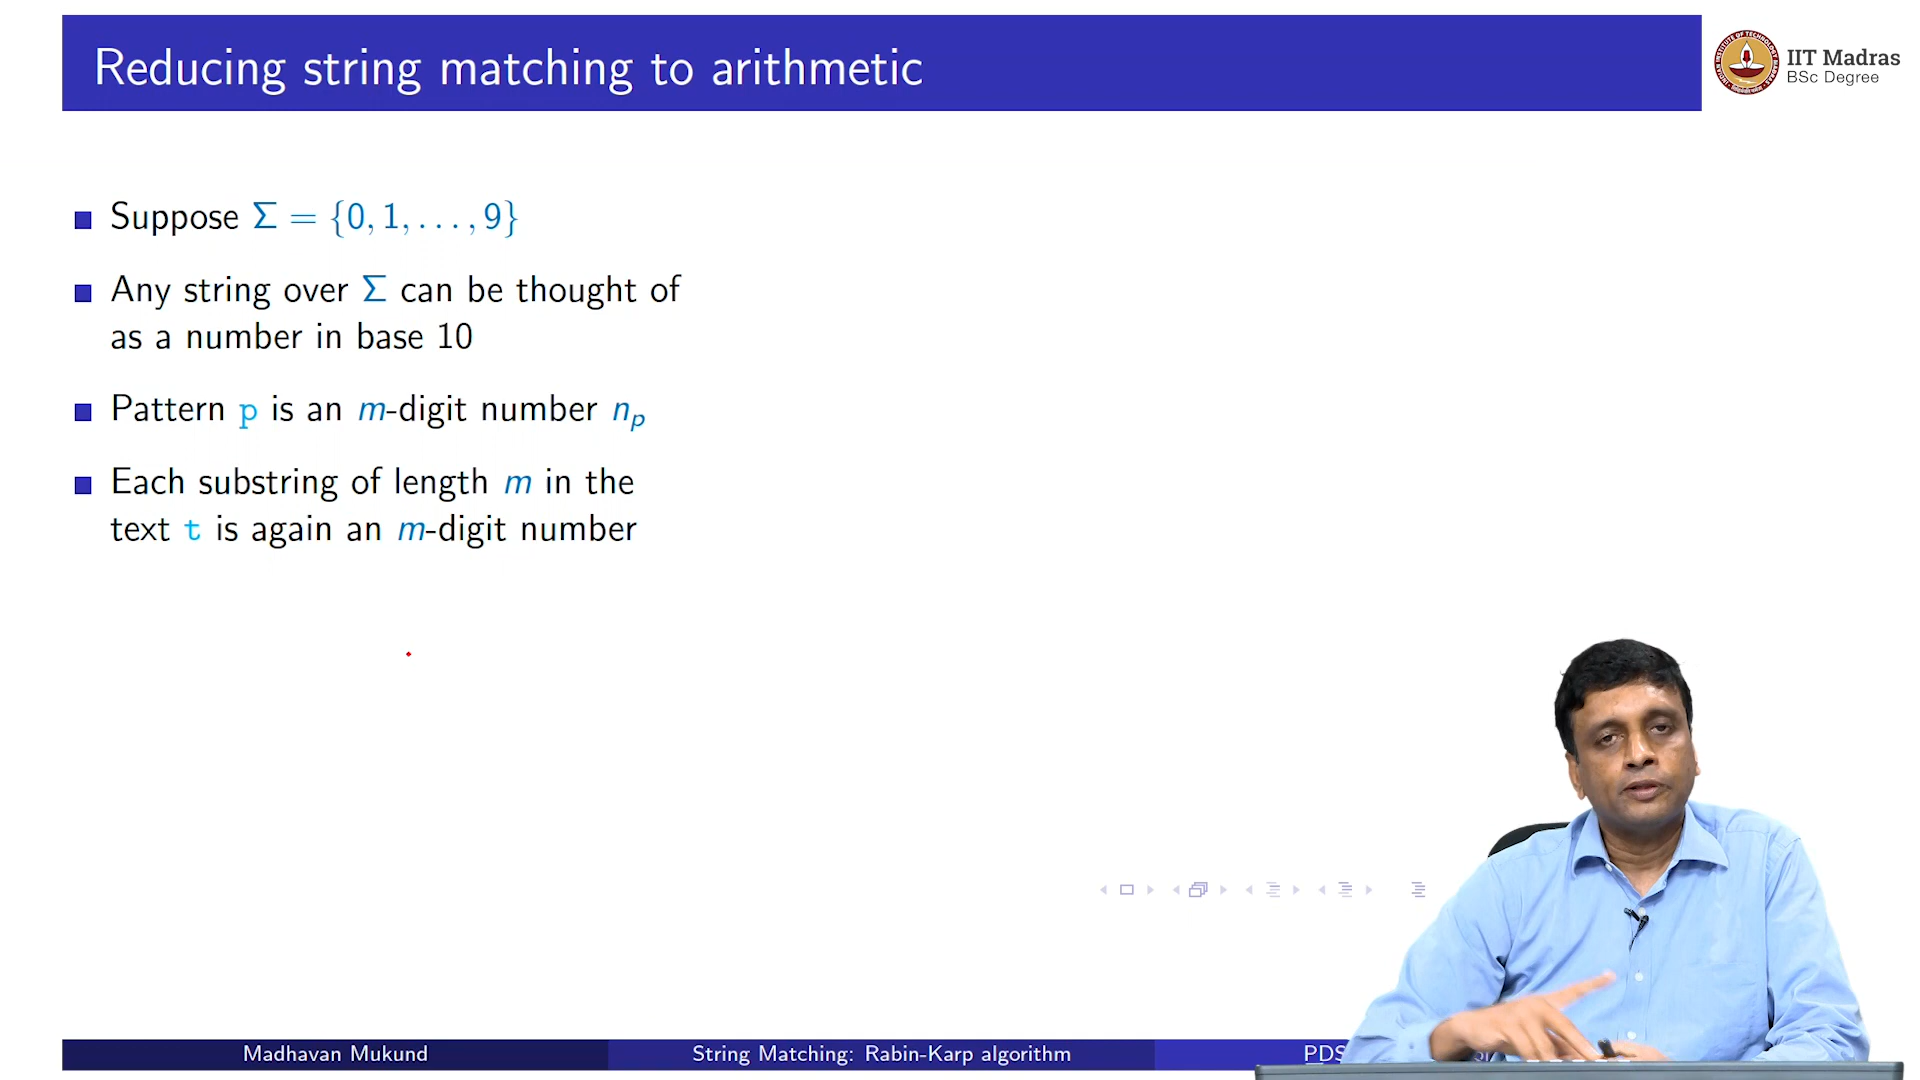 Reducing string matching to arithmetic
IIT Madras
BSc Degree
Suppose Σ = {0, 1, . . . , 9}
Any string over Σ can be thought of
as a number in base 10
Pattern p is an m-digit number nₚ
Each substring of length m in the
text t is again an m-digit number
Madhavan Mukund
String Matching: Rabin-Karp algorithm